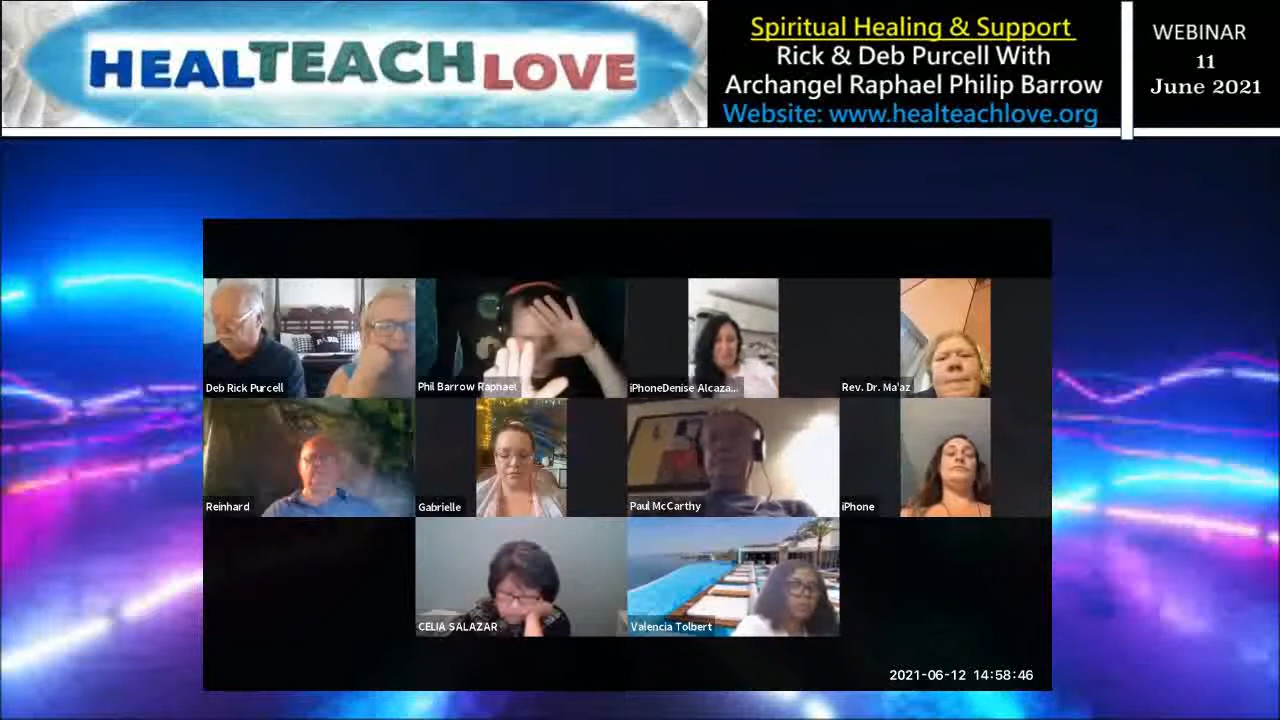 HEALTEACHLOVE
Spiritual Healing & Support
Rick & Deb Purcell With
Archangel Raphael Philip Barrow
Website: www.healteachlove.org
WEBINAR
11
June 2021
Deb Rick Purcell
Phil Barrow Raphael
iPhoneDenise Alcaza...
Rev. Dr. Ma'az
Reinhard
Gabrielle
Paul McCarthy
iPhone
CELIA SALAZAR
Valencia Tolbert
2021-06-12 14:58:46